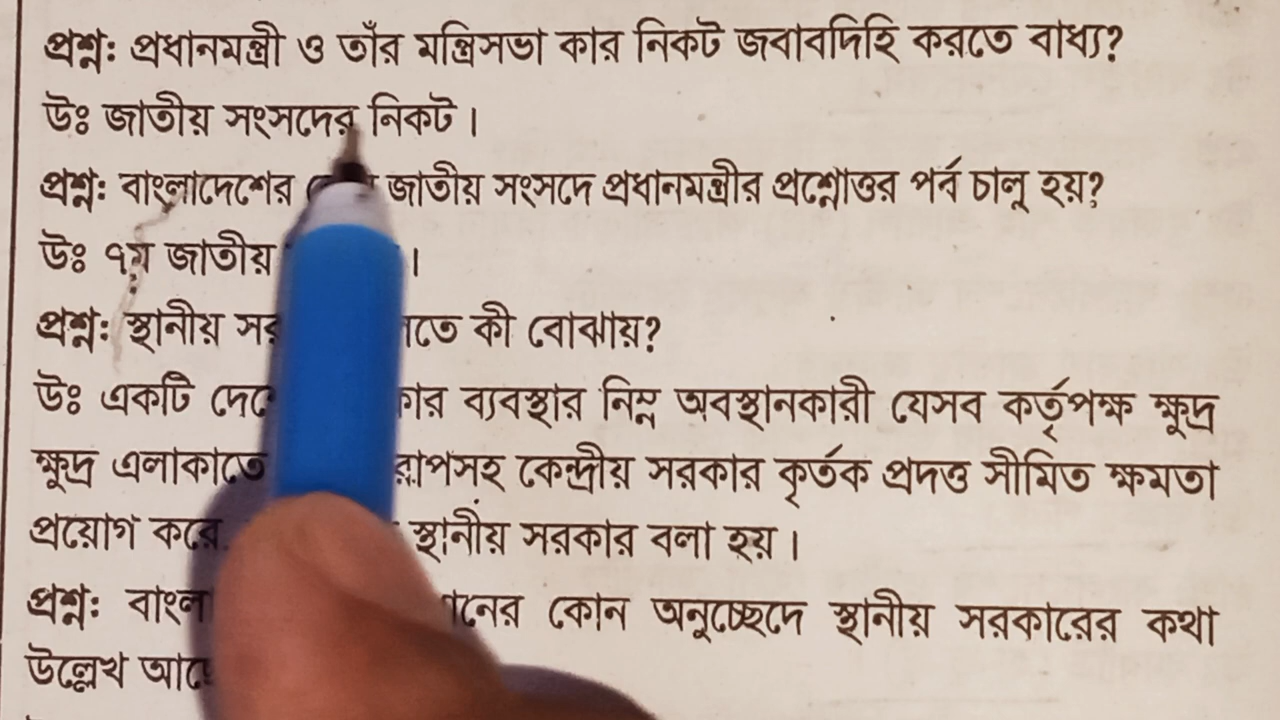 প্রশ্ন: প্রধানমন্ত্রী ও তাঁর মন্ত্রিসভা কার নিকট জবাবদিহি করতে বাধ্য?
উঃ জাতীয় সংসদের নিকট।
প্রশ্ন: বাংলাদেশের জাতীয় সংসদে প্রধানমন্ত্রীর প্রশ্নোত্তর পর্ব চালু হয়?
উঃ ৭ম জাতীয় ।
প্রশ্ন: স্থানীয় কী বোঝায়?
উঃ একটি ব্যবস্থার নিম্ন অবস্থানকারী যেসব কর্তৃপক্ষ ক্ষুদ্র
ক্ষুদ্র এলাকাতে কেন্দ্রীয় সরকার কৃর্তক প্রদত্ত সীমিত ক্ষমতা
প্রয়োগ করে স্থানীয় সরকার বলা হয়।
প্রশ্ন: কোন অনুচ্ছেদে স্থানীয় সরকারের কথা
উল্লেখ